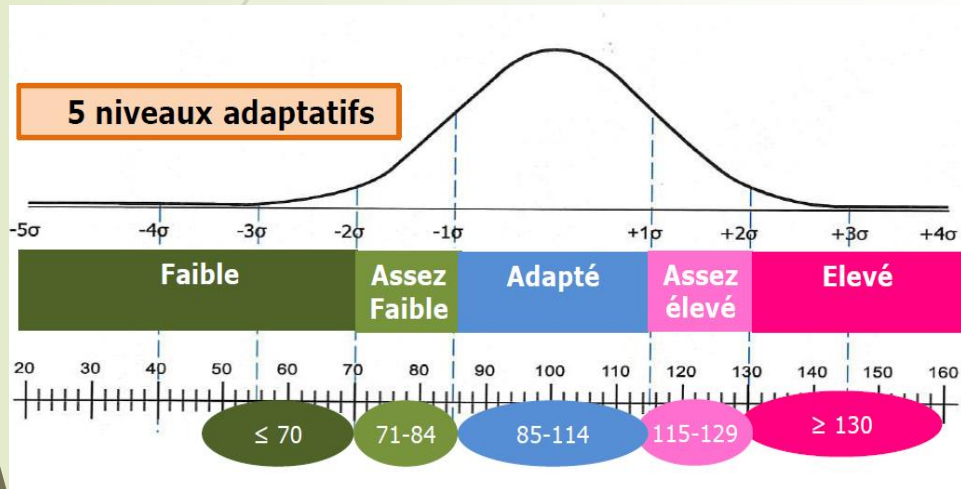 5 niveaux adaptatifs
-5σ -4σ -3σ -2σ -1σ +1σ +2σ +3σ +4σ
Faible Assez Adapté Assez Elevé
Faible élevé
20 30 40 50 60 70 80 90 100 110 120 130 140 150 160
≤ 70 71-84 85-114 115-129 ≥ 130